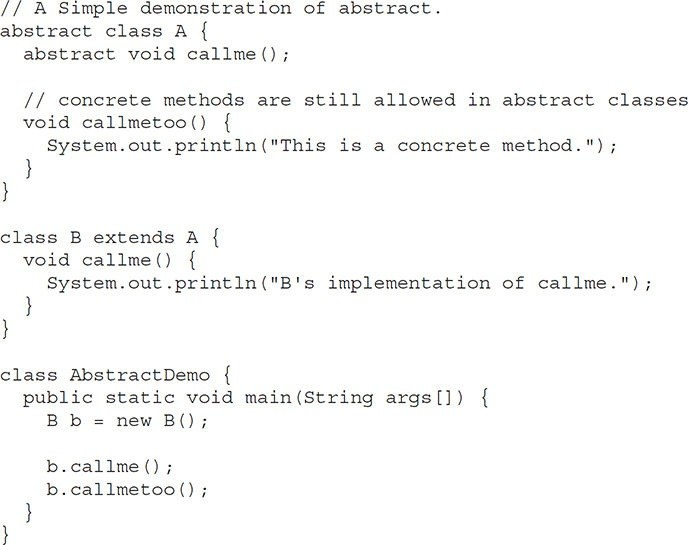 // A Simple demonstration of abstract.
abstract class A {
  abstract void callme();

  // concrete methods are still allowed in abstract classes
  void callmetoo() {
    System.out.println("This is a concrete method.");
  }
}

class B extends A {
  void callme() {
    System.out.println("B's implementation of callme.");
  }
}

class AbstractDemo {
  public static void main(String args[]) {
    B b = new B();

    b.callme();
    b.callmetoo();
  }
}